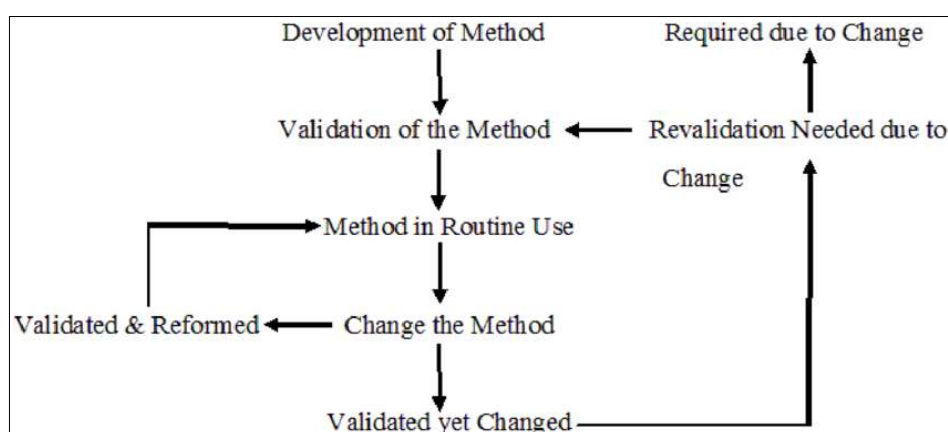 Development of Method
Required due to Change
Validation of the Method
Revalidation Needed due to
Change
Method in Routine Use
Validated & Reformed
Change the Method
Validated yet Changed